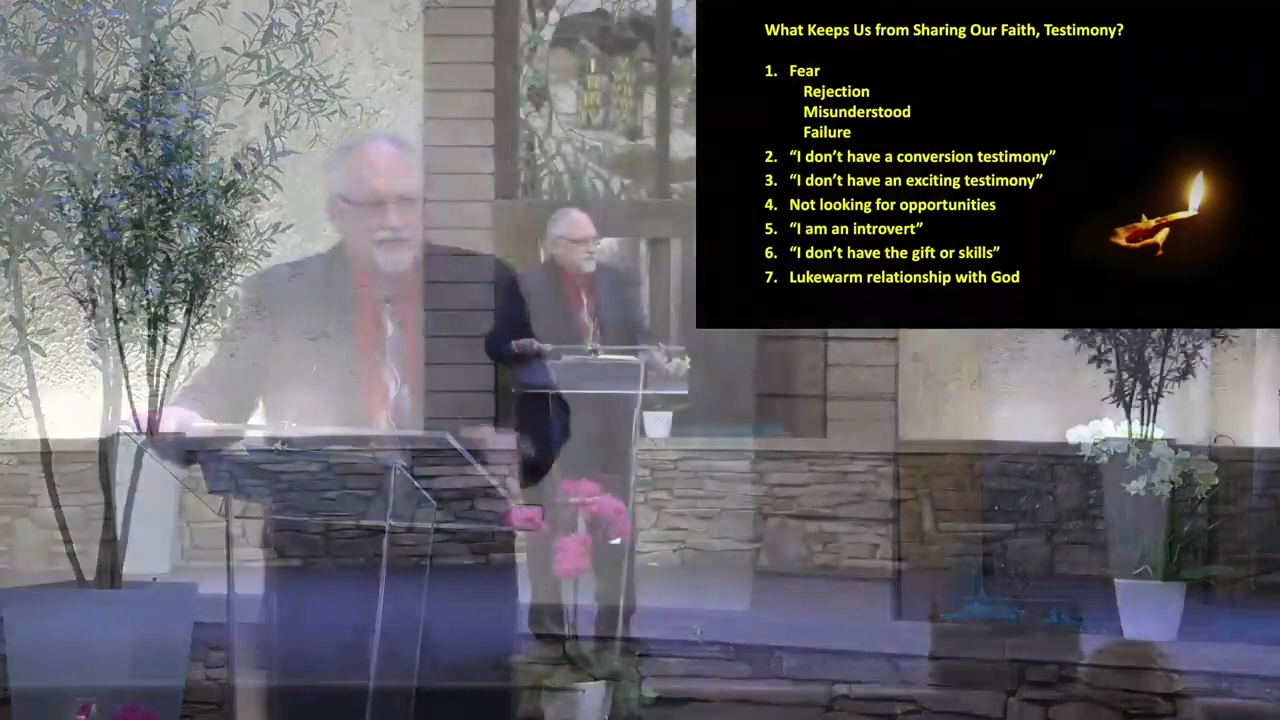 What Keeps Us from Sharing Our Faith, Testimony?
1. Fear
Rejection
Misunderstood
Failure
2. “I don’t have a conversion testimony”
3. “I don’t have an exciting testimony”
4. Not looking for opportunities
5. “I am an introvert”
6. “I don’t have the gift or skills”
7. Lukewarm relationship with God